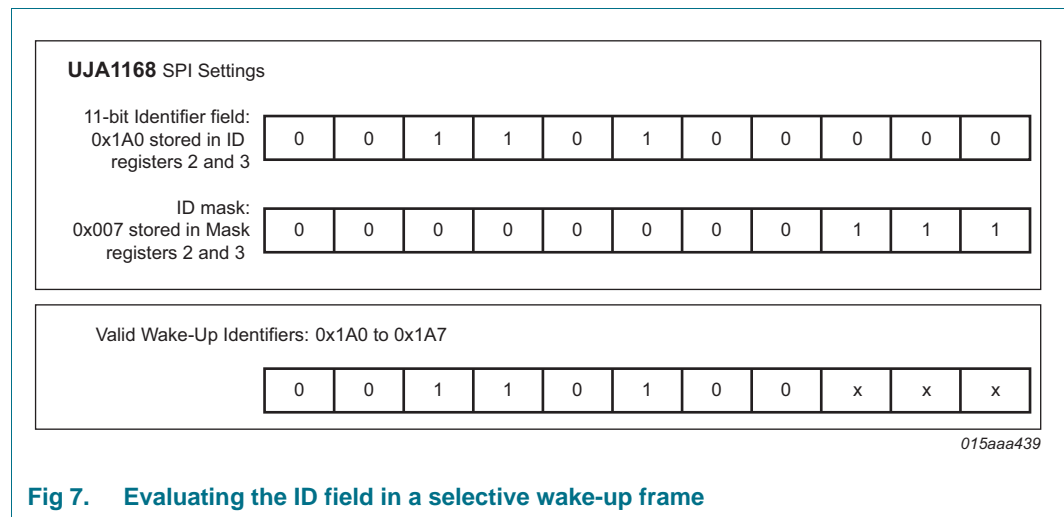 UJA1168 SPI Settings
11-bit Identifier field:
0x1A0 stored in ID
registers 2 and 3
0 0 1 1 0 1 0 0 0 0 0
ID mask:
0x007 stored in Mask
registers 2 and 3
0 0 0 0 0 0 0 0 1 1 1
Valid Wake-Up Identifiers: 0x1A0 to 0x1A7
0 0 1 1 0 1 0 0 x x x
015aaa439
Fig 7. Evaluating the ID field in a selective wake-up frame